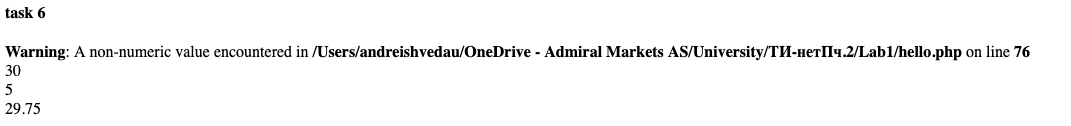 task 6
Warning: A non-numeric value encountered in /Users/andreishvedau/OneDrive - Admiral Markets AS/University/ТИ-нетПч.2/Lab1/hello.php on line 76
30
5
29.75